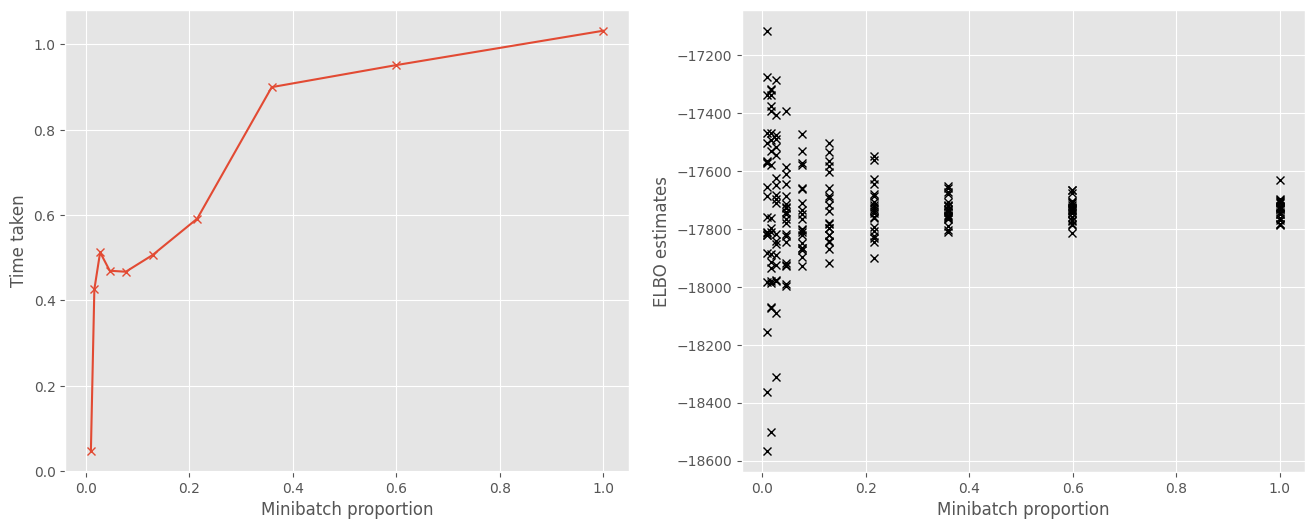 1.0
0.8
0.6
0.4
0.2
0.0
Time taken
0.0 0.2 0.4 0.6 0.8 1.0
Minibatch proportion
−17200
−17400
−17600
−17800
−18000
−18200
−18400
−18600
ELBO estimates
0.0 0.2 0.4 0.6 0.8 1.0
Minibatch proportion